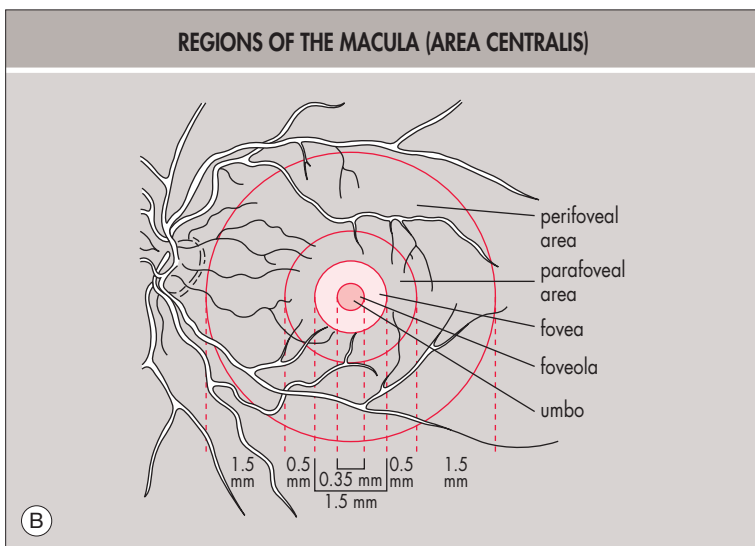 REGIONS OF THE MACULA (AREA CENTRALIS)
perifoveal
area
parafoveal
area
fovea
foveola
umbo
1.5
mm
0.5
mm
0.35 mm
1.5 mm
0.5
mm
1.5
mm
B